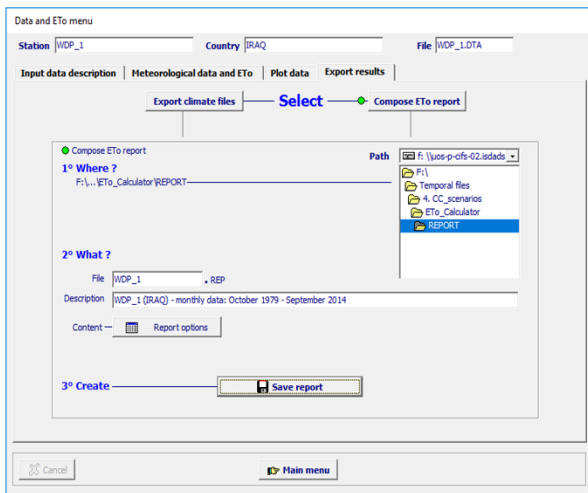 Data and ETo menu
Station WDP_1 Country IRAQ File WDP_1.DTA
Input data description Meteorological data and ETo Plot data Export results
Export climate files Select Compose ETo report
Compose ETo report
Path f: \\uos-p-cifs-02.isdads
1º Where ?
F:\...\ETo_Calculator\REPORT
F:\
Temporal files
4. CC_scenarios
ETo_Calculator
REPORT
2º What ?
File WDP_1 . REP
Description WDP_1 (IRAQ) - monthly data: October 1979 - September 2014
Content Report options
3º Create Save report
Cancel Main menu